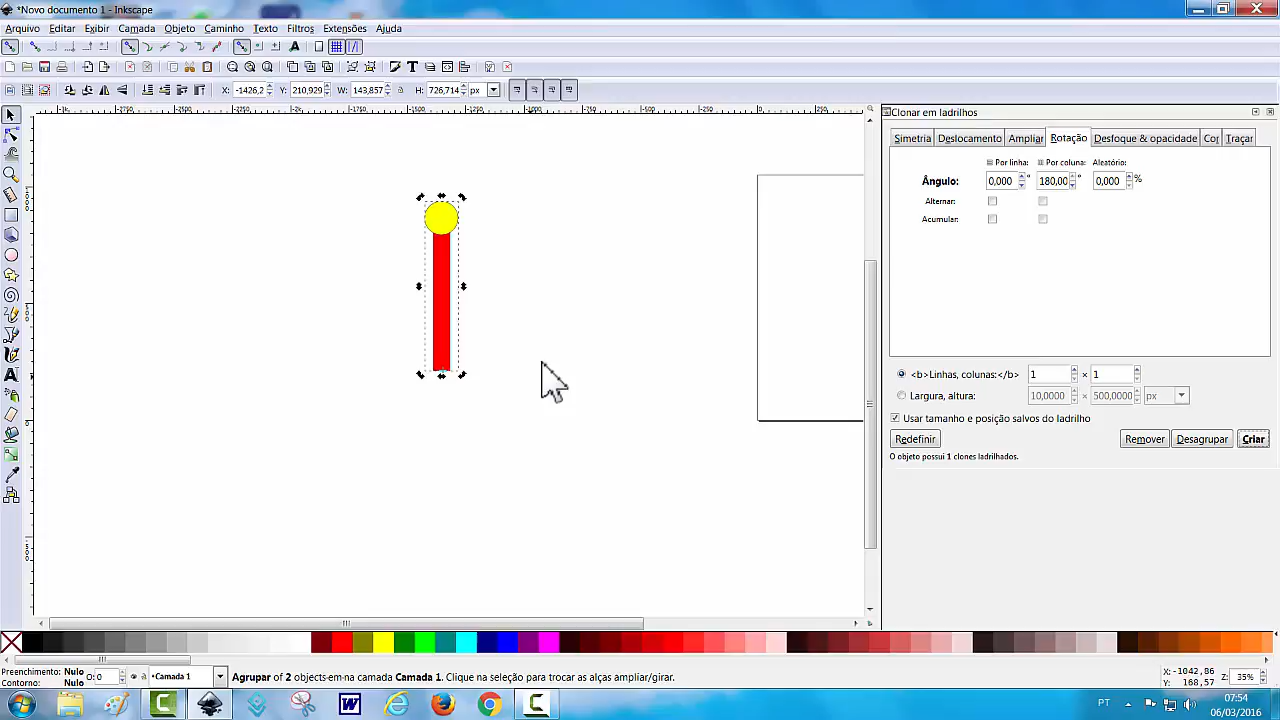 *Novo documento 1 - Inkscape
Arquivo Editar Exibir Camada Objeto Caminho Texto Filtros Extensões Ajuda
X: -1426,2 Y: 210,929 W: 143,857 H: 726,714 px
Clonar em ladrilhos
Simetria Deslocamento Ampliar Rotação Desfoque & opacidade Cor Traçar
Por linha: Por coluna: Aleatório:
Ângulo: 0,000 ° 180,00 ° 0,000 %
Alternar:
Acumular:
<b>Linhas, colunas:</b> 1 × 1
Largura, altura: 10,0000 × 500,0000 px
Usar tamanho e posição salvos do ladrilho
Redefinir Remover Desagrupar Criar
O objeto possui 1 clones ladrilhados.
Preenchimento: Nulo
Contorno: Nulo
O: 0
•Camada 1
Agrupar of 2 objects em-na camada Camada 1. Clique na seleção para trocar as alças ampliar/girar.
X: -1042,86
Y: 168,57
Z: 35%
PT
07:54
06/03/2016